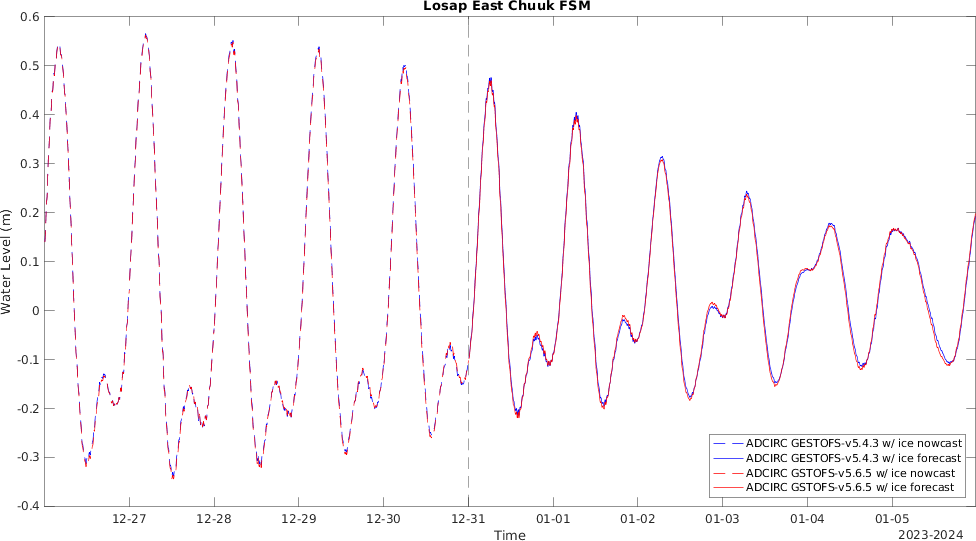 Losap East Chuuk FSM
0.6
0.5
0.4
0.3
0.2
0.1
0
-0.1
-0.2
-0.3
-0.4
Water Level (m)
ADCIRC GESTOFS-v5.4.3 w/ ice nowcast
ADCIRC GESTOFS-v5.4.3 w/ ice forecast
ADCIRC GSTOFS-v5.6.5 w/ ice nowcast
ADCIRC GSTOFS-v5.6.5 w/ ice forecast
12-27 12-28 12-29 12-30 12-31 01-01 01-02 01-03 01-04 01-05
Time
2023-2024